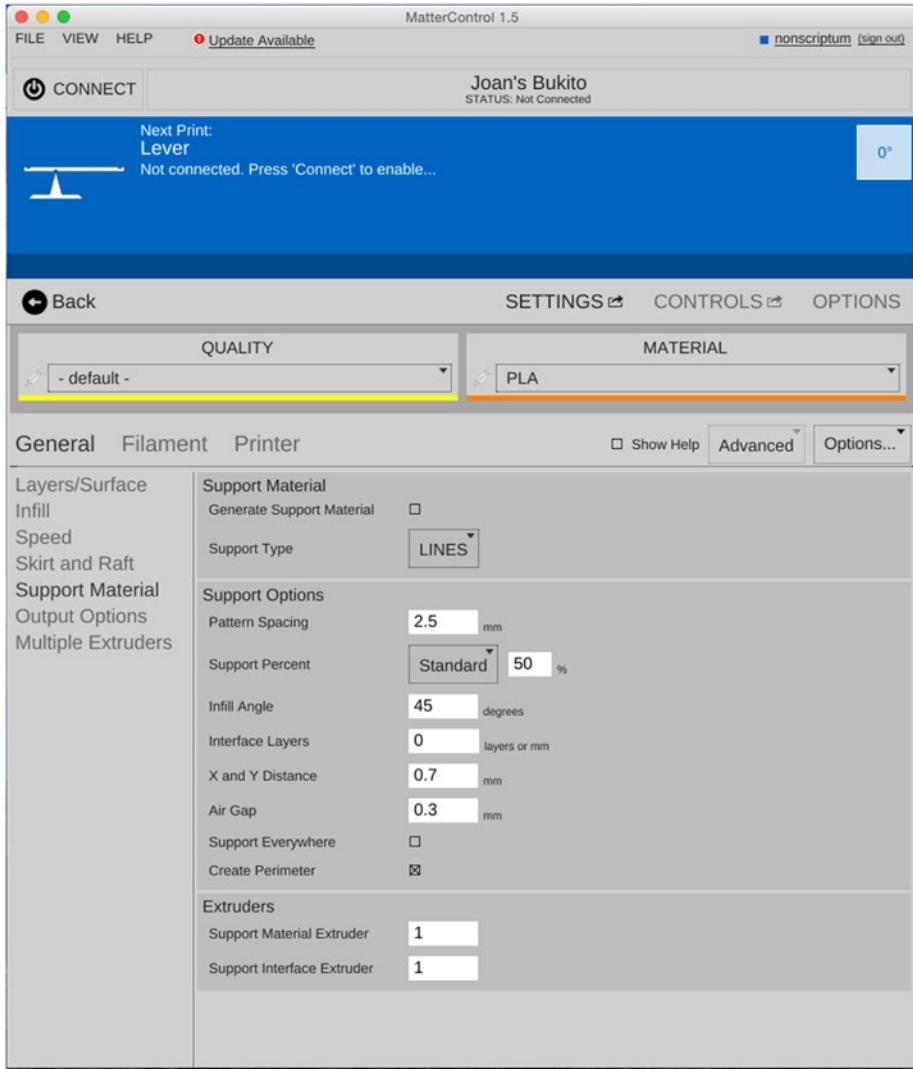 MatterControl 1.5
FILE VIEW HELP Update Available nonscriptum (sign out)
CONNECT
Joan's Bukito
STATUS: Not Connected
Next Print:
Lever
Not connected. Press 'Connect' to enable...
0°
Back SETTINGS CONTROLS OPTIONS
QUALITY MATERIAL
- default - PLA
General Filament Printer Show Help Advanced Options...
Layers/Surface
Infill
Speed
Skirt and Raft
Support Material
Output Options
Multiple Extruders
Support Material
Generate Support Material
Support Type LINES
Support Options
Pattern Spacing 2.5 mm
Support Percent Standard 50 %
Infill Angle 45 degrees
Interface Layers 0 layers or mm
X and Y Distance 0.7 mm
Air Gap 0.3 mm
Support Everywhere
Create Perimeter
Extruders
Support Material Extruder 1
Support Interface Extruder 1